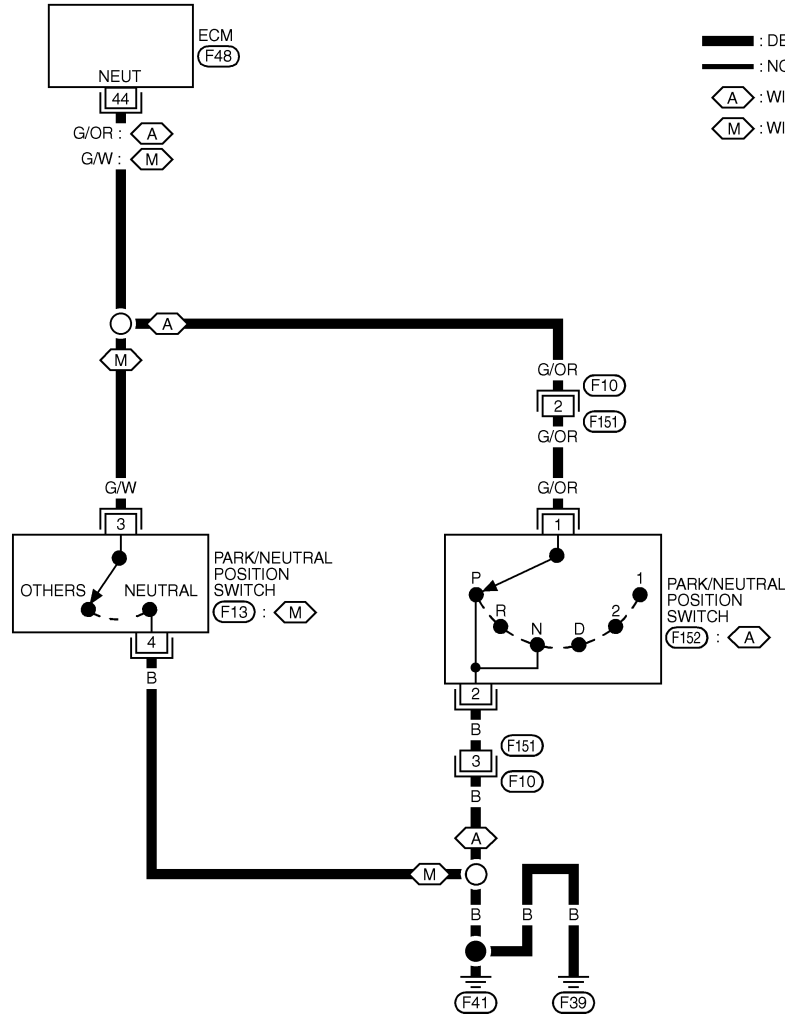 ECM
F48
NEUT
44
G/OR : A
G/W : M
: DE
: NO
A : WI
M : WI
A
M
G/OR
F10
2
F151
G/OR
G/W
G/OR
3
1
OTHERS
NEUTRAL
4
PARK/NEUTRAL
POSITION
SWITCH
F13 : M
P
R
N
D
2
1
2
PARK/NEUTRAL
POSITION
SWITCH
F152 : A
B
B
F151
3
F10
B
A
M
B
B
B
F41
F39